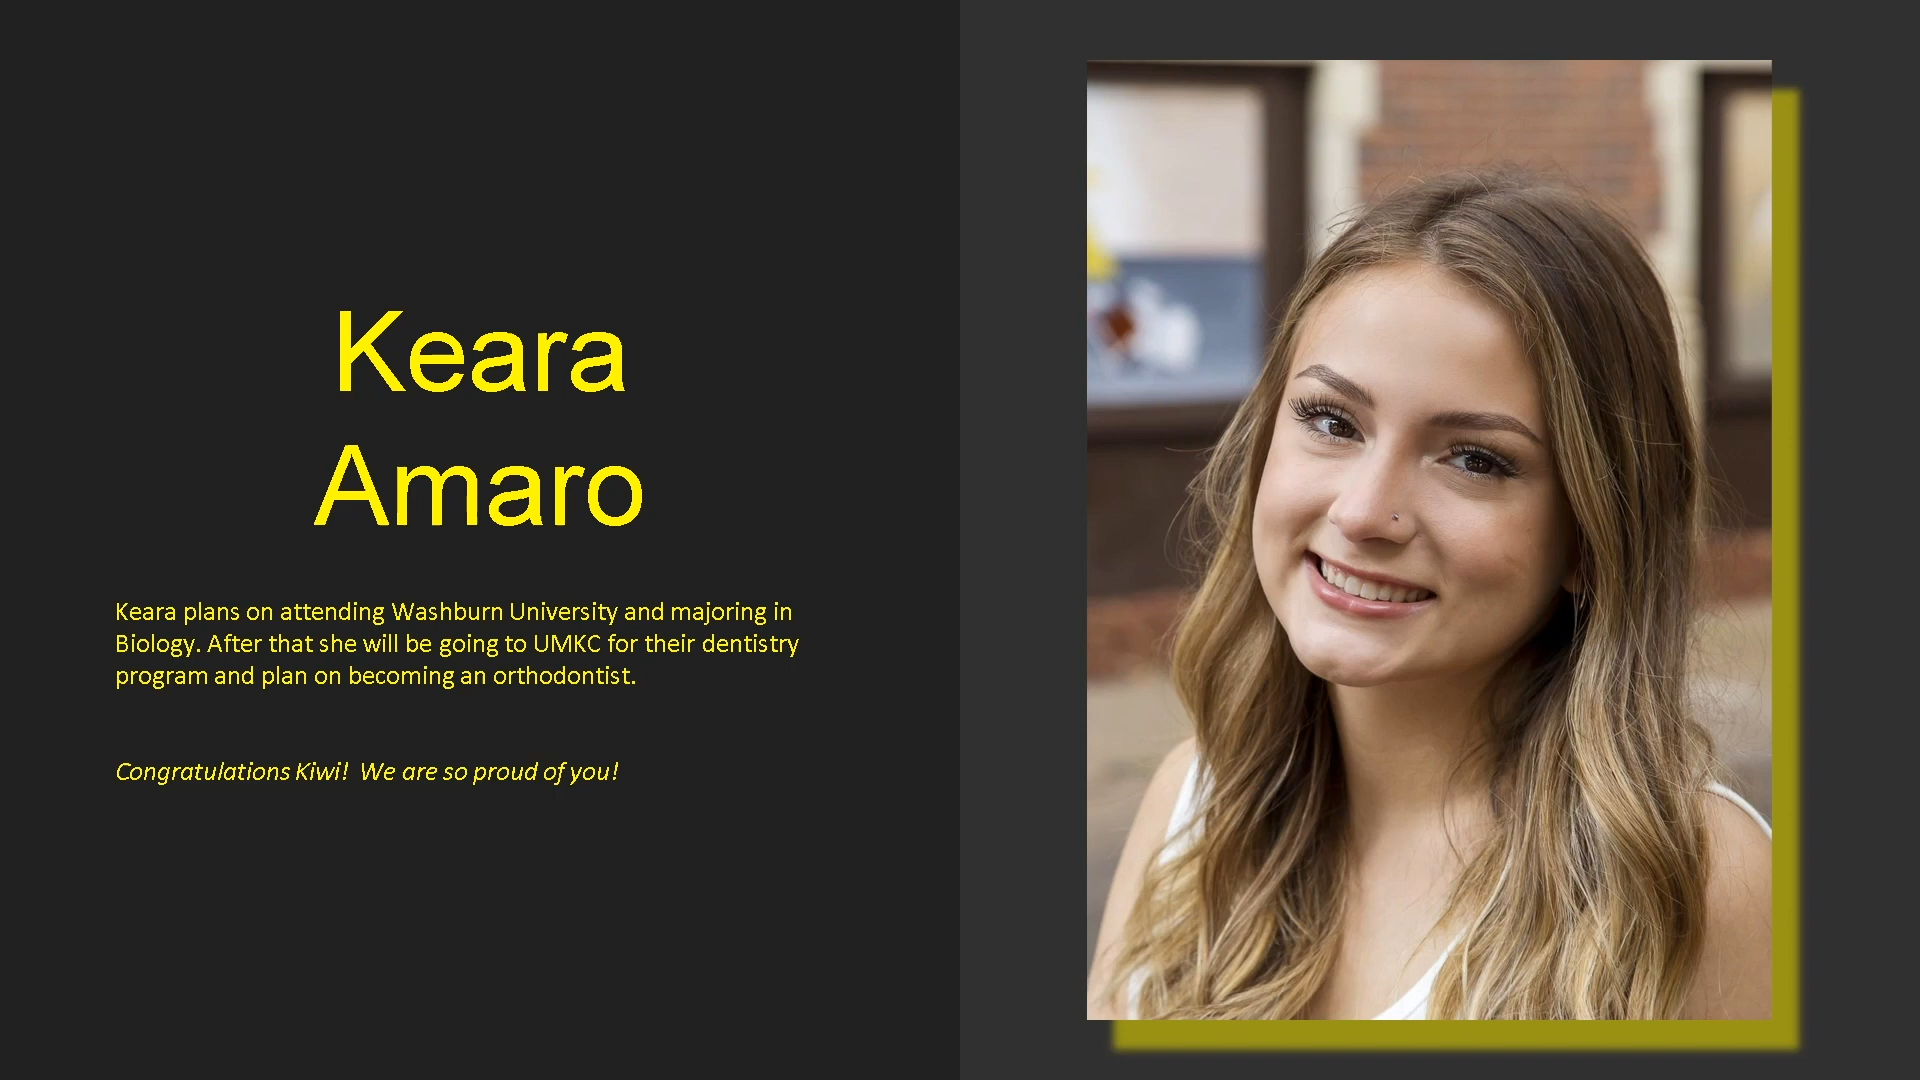 Keara
Amaro
Keara plans on attending Washburn University and majoring in
Biology. After that she will be going to UMKC for their dentistry
program and plan on becoming an orthodontist.
Congratulations Kiwi!  We are so proud of you!